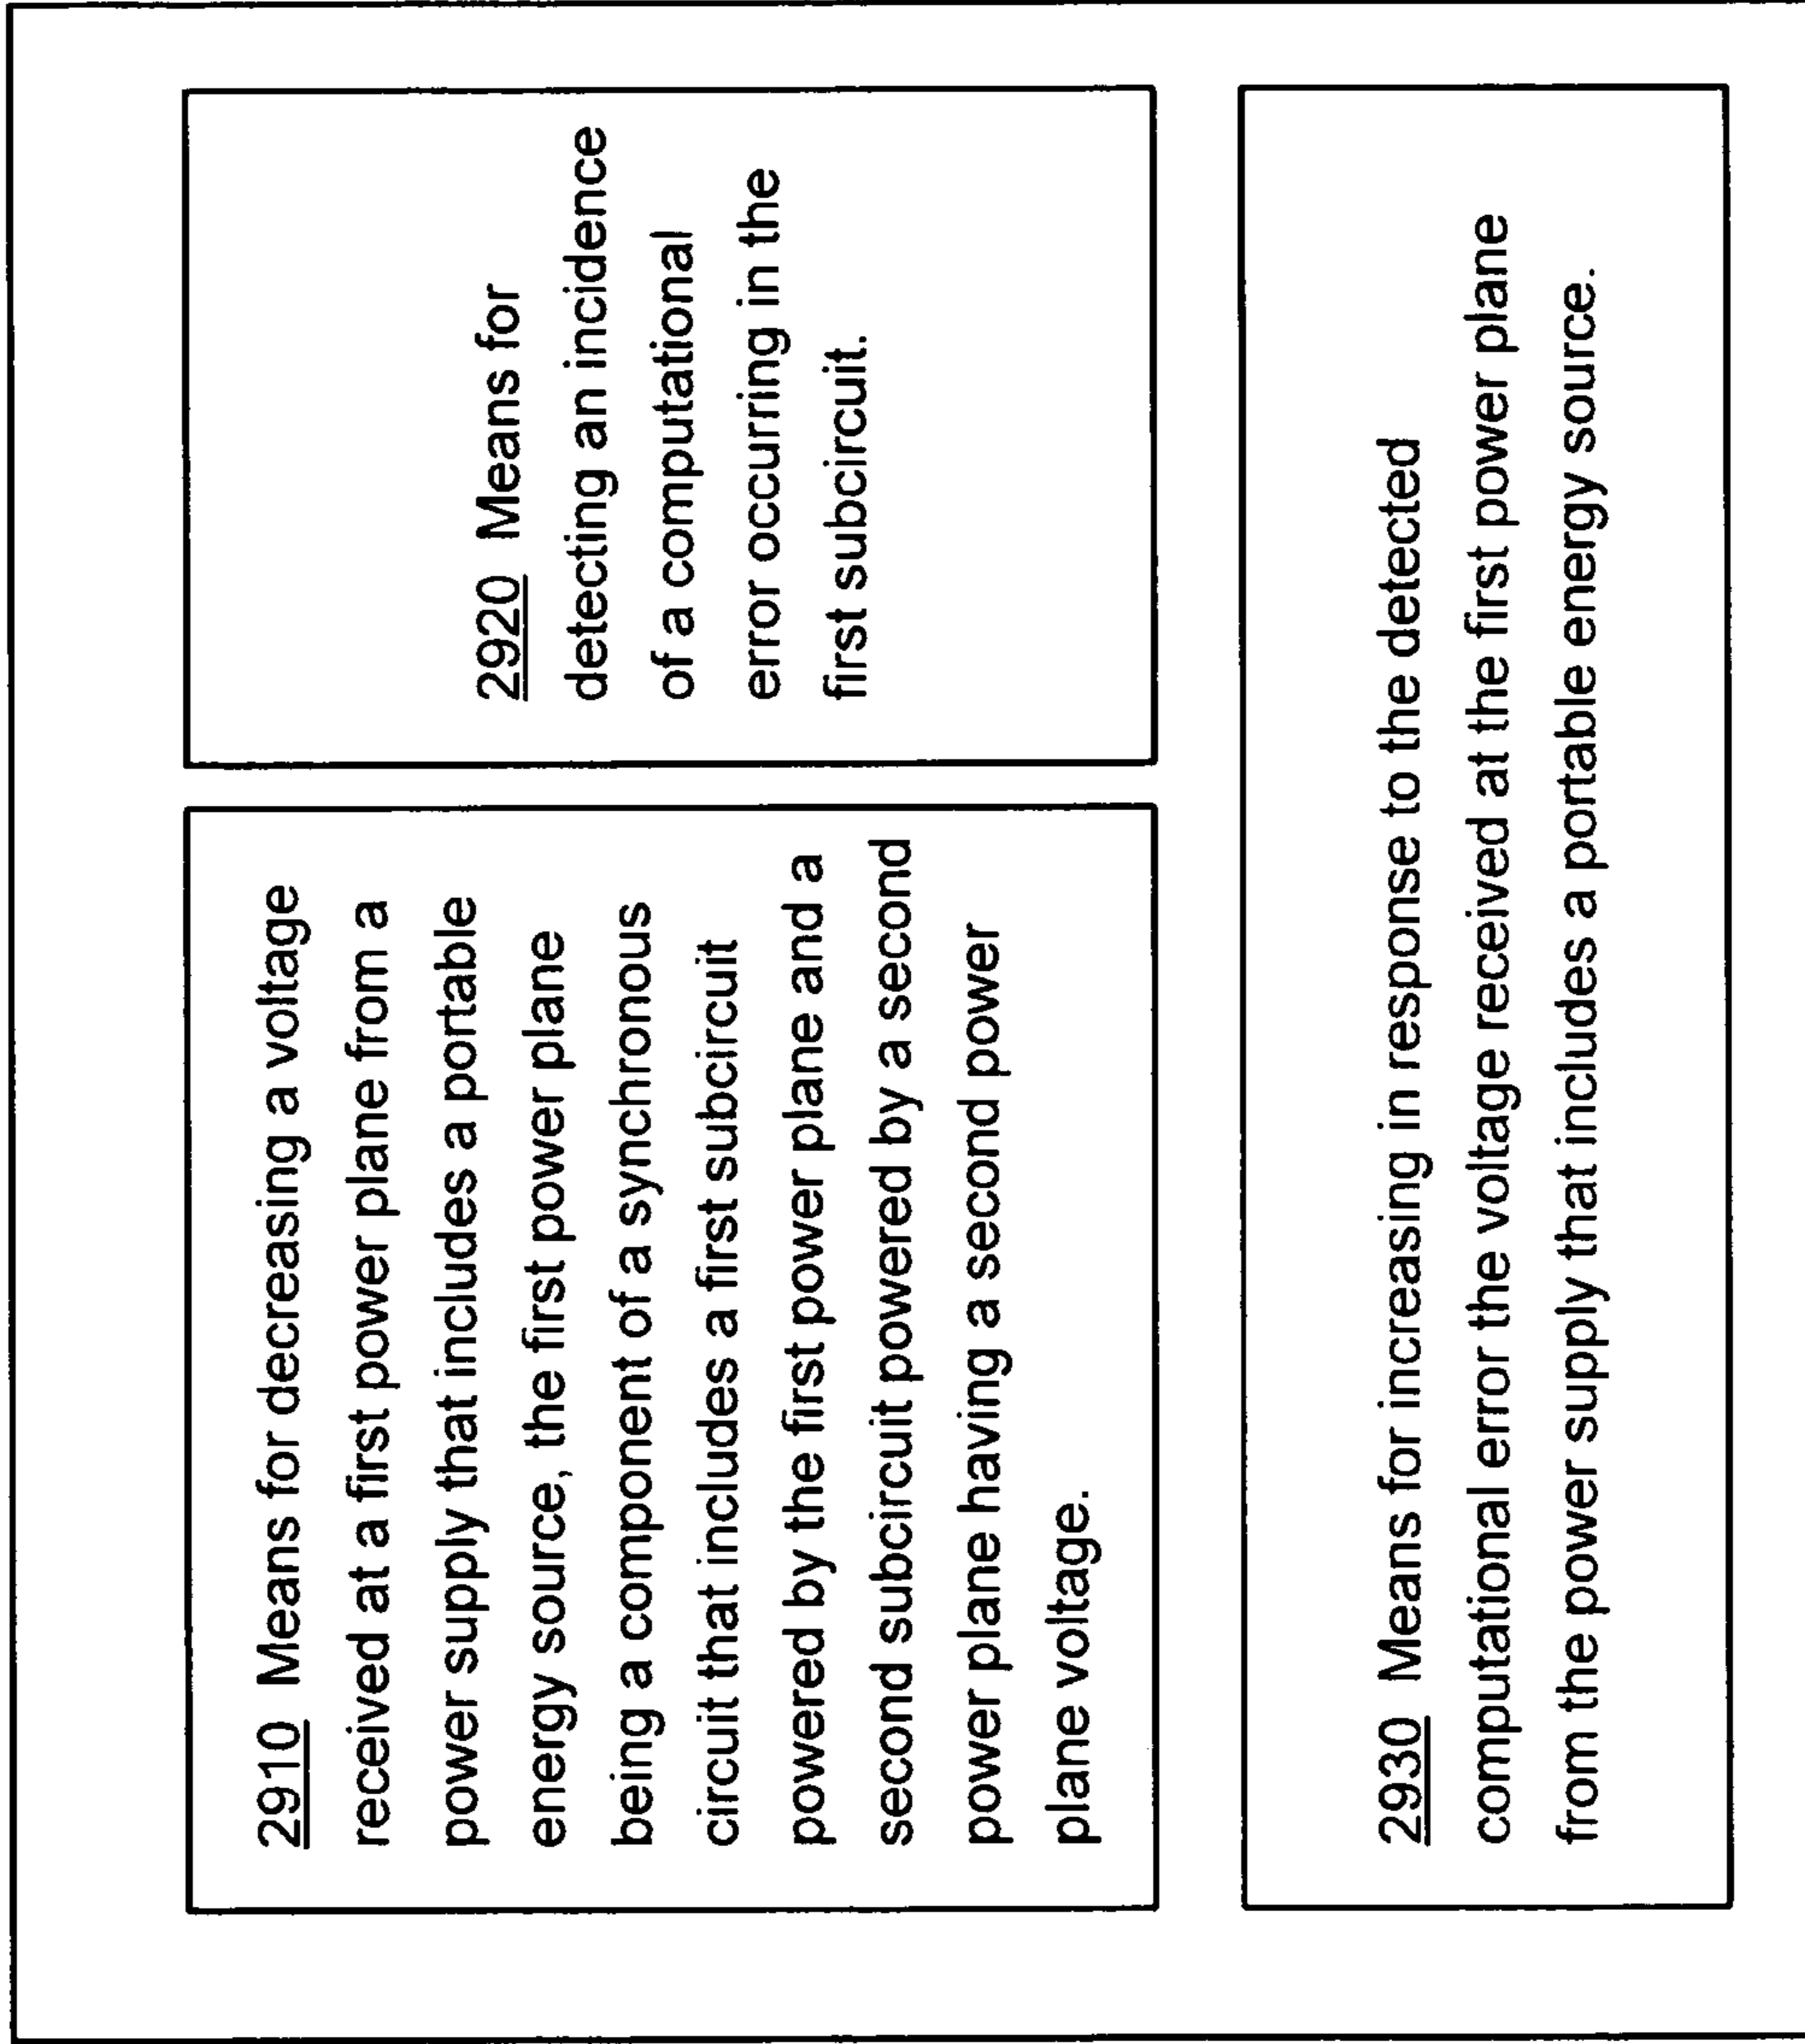 2910 Means for decreasing a voltage
received at a first power plane from a
power supply that includes a portable
energy source, the first power plane
being a component of a synchronous
circuit that includes a first subcircuit
powered by the first power plane and a
second subcircuit powered by a second
power plane having a second power
plane voltage.
2920 Means for
detecting an incidence
of a computational
error occurring in the
first subcircuit.
2930 Means for increasing in response to the detected
computational error the voltage received at the first power plane
from the power supply that includes a portable energy source.